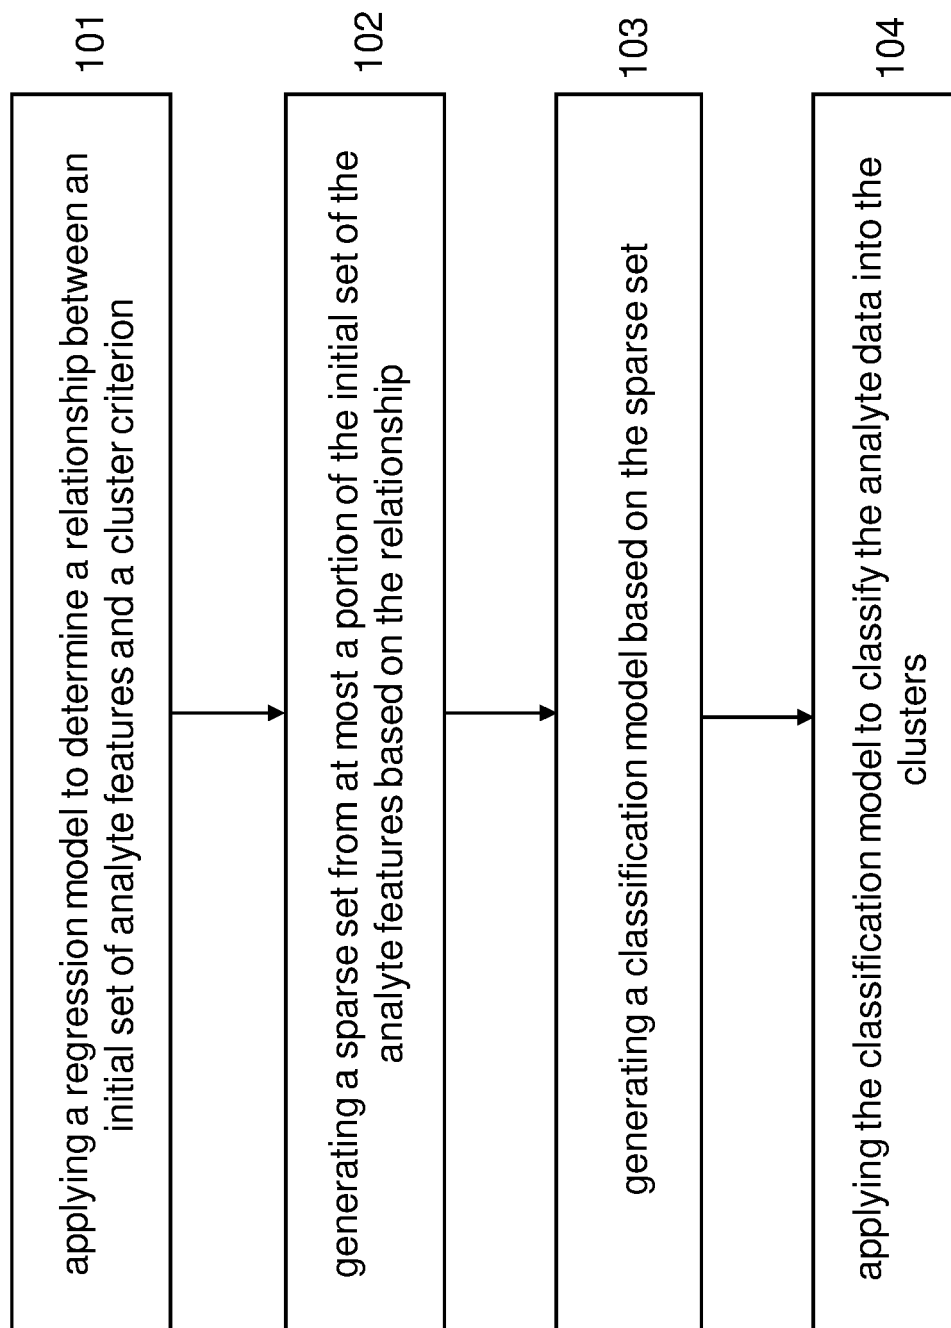 applying a regression model to determine a relationship between an
initial set of analyte features and a cluster criterion
101
generating a sparse set from at most a portion of the initial set of the
analyte features based on the relationship
102
generating a classification model based on the sparse set
103
applying the classification model to classify the analyte data into the
clusters
104